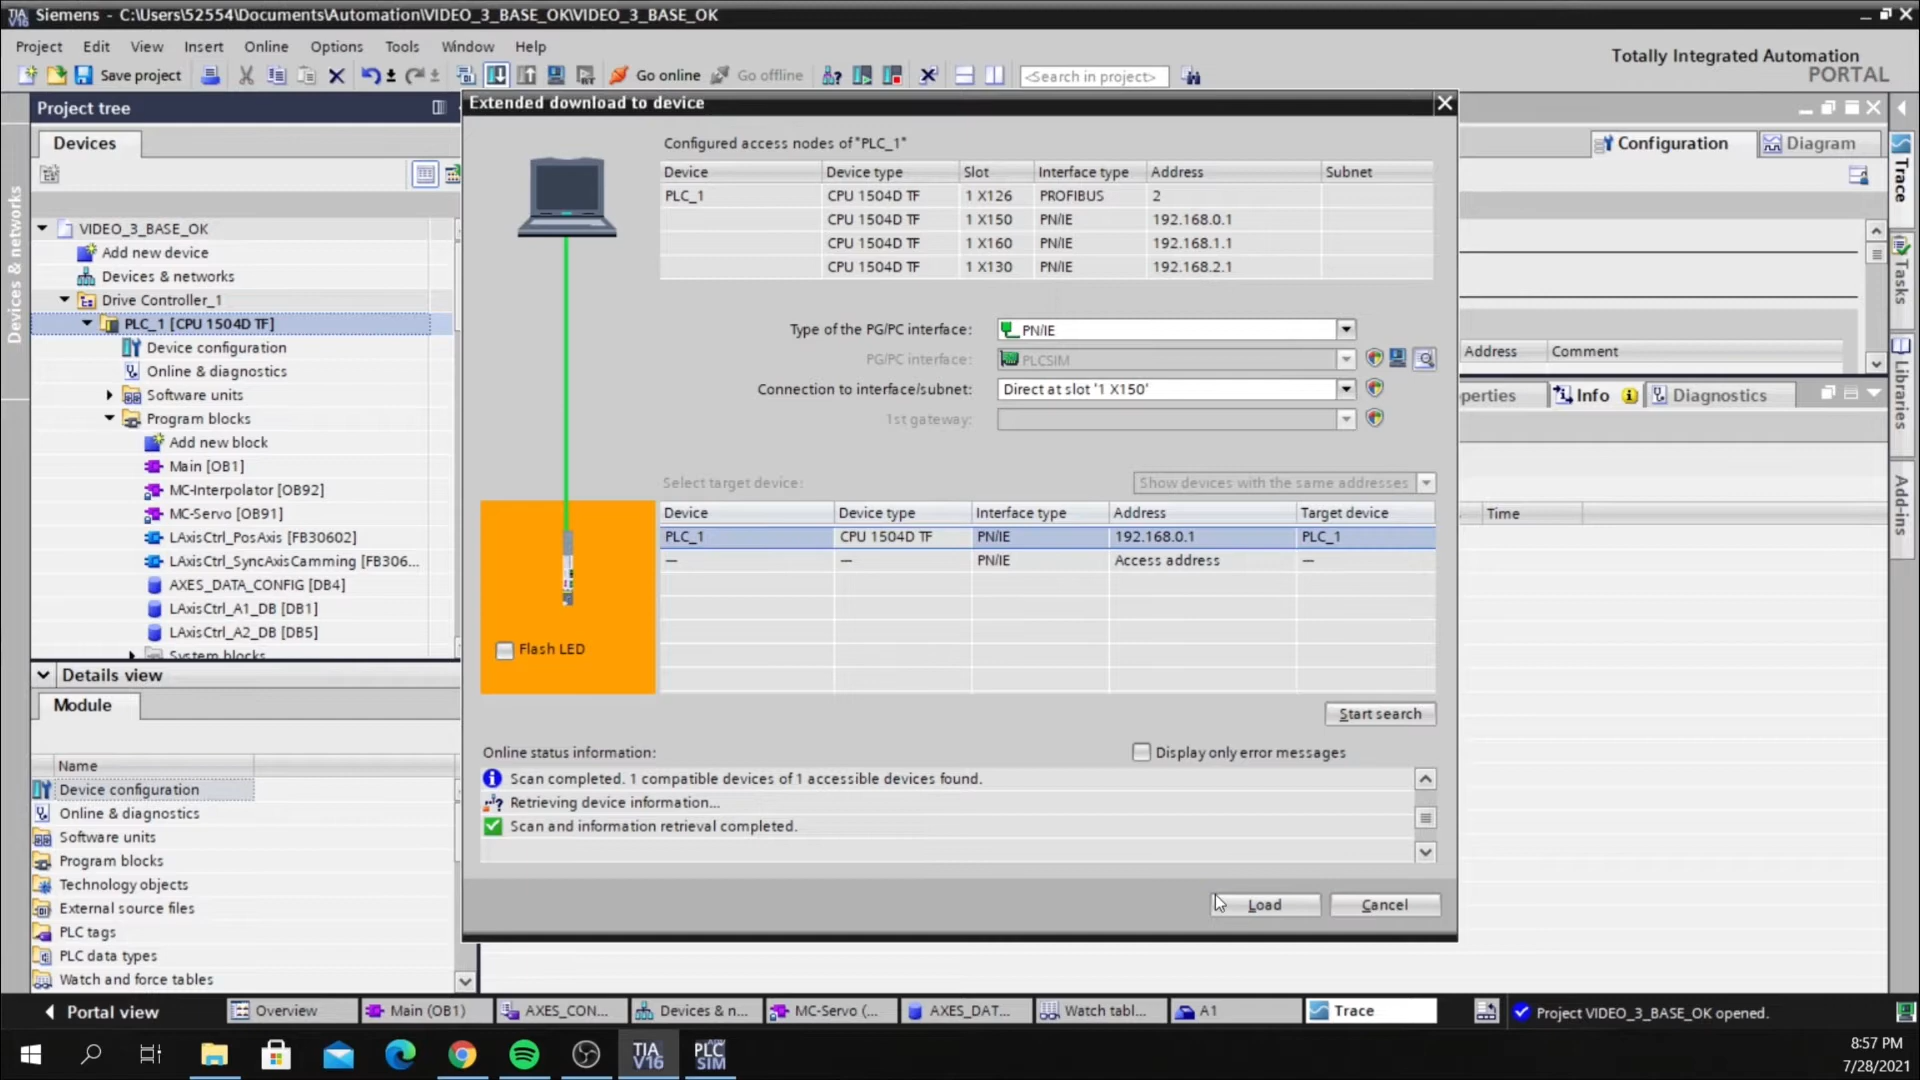 Siemens - C:\Users\52554\Documents\Automation\VIDEO_3_BASE_OK\VIDEO_3_BASE_OK
Project Edit View Insert Online Options Tools Window Help
Totally Integrated Automation
PORTAL
Save project
Go online
Go offline
<Search in project>
Project tree
Devices
Devices & networks
VIDEO_3_BASE_OK
Add new device
Devices & networks
Drive Controller_1
PLC_1 [CPU 1504D TF]
Device configuration
Online & diagnostics
Software units
Program blocks
Add new block
Main [OB1]
MC-Interpolator [OB92]
MC-Servo [OB91]
LAxisCtrl_PosAxis [FB30602]
LAxisCtrl_SyncAxisCamming [FB306...
AXES_DATA_CONFIG [DB4]
LAxisCtrl_A1_DB [DB1]
LAxisCtrl_A2_DB [DB5]
System blocks
Details view
Module
Name
Device configuration
Online & diagnostics
Software units
Program blocks
Technology objects
External source files
PLC tags
PLC data types
Watch and force tables
Extended download to device
Configured access nodes of "PLC_1"
Device Device type Slot Interface type Address Subnet
PLC_1 CPU 1504D TF 1 X126 PROFIBUS 2
CPU 1504D TF 1 X150 PN/IE 192.168.0.1
CPU 1504D TF 1 X160 PN/IE 192.168.1.1
CPU 1504D TF 1 X130 PN/IE 192.168.2.1
Type of the PG/PC interface: PN/IE
PG/PC interface: PLCSIM
Connection to interface/subnet: Direct at slot '1 X150'
1st gateway:
Select target device: Show devices with the same addresses
Device Device type Interface type Address Target device
PLC_1 CPU 1504D TF PN/IE 192.168.0.1 PLC_1
— — PN/IE Access address —
Flash LED
Start search
Online status information:
Display only error messages
Scan completed. 1 compatible devices of 1 accessible devices found.
Retrieving device information...
Scan and information retrieval completed.
Load
Cancel
Configuration
Diagram
Address Comment
perties
Info
Diagnostics
Time
Trace
Tasks
Libraries
Add-ins
Portal view
Overview
Main (OB1)
AXES_CON...
Devices & n...
MC-Servo (...
AXES_DAT...
Watch tabl...
A1
Trace
Project VIDEO_3_BASE_OK opened.
TIA
V16
PLC
SIM
8:57 PM
7/28/2021